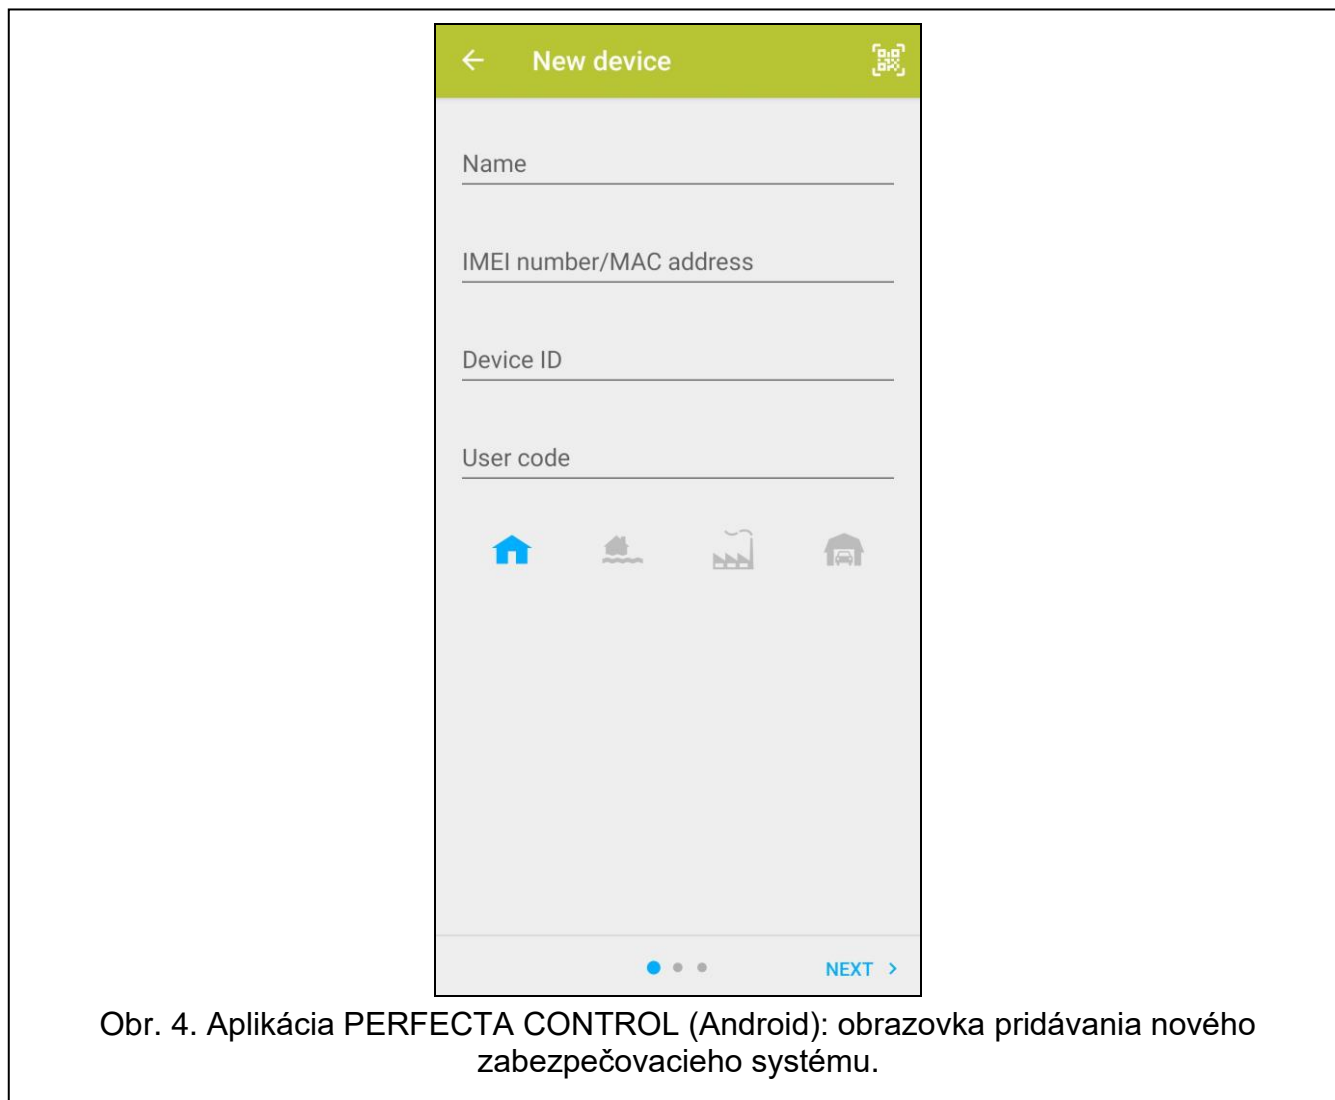 New device
Name
IMEI number/MAC address
Device ID
User code
NEXT
Obr. 4. Aplikácia PERFECTA CONTROL (Android): obrazovka pridávania nového
zabezpečovacieho systému.